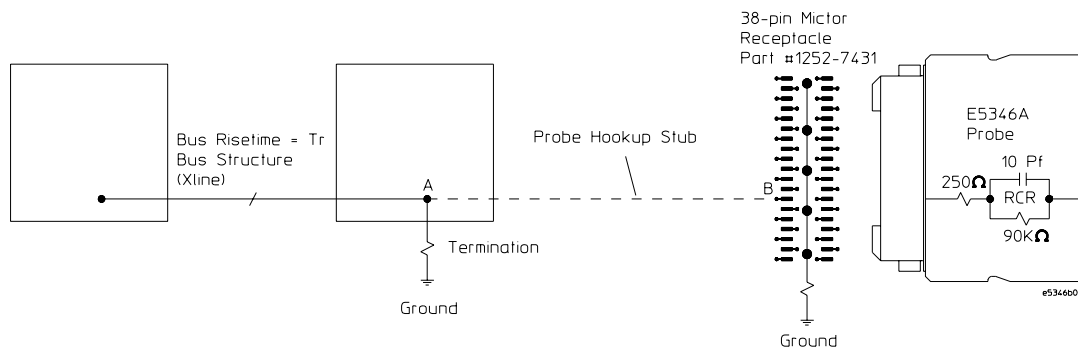 38-pin Mictor
Receptacle
Part #1252-7431
Bus Risetime = Tr
Bus Structure
(Xline)
A
Termination
Ground
Probe Hookup Stub
B
Ground
E5346A
Probe
10 Pf
250Ω
RCR
90KΩ
e5346b0